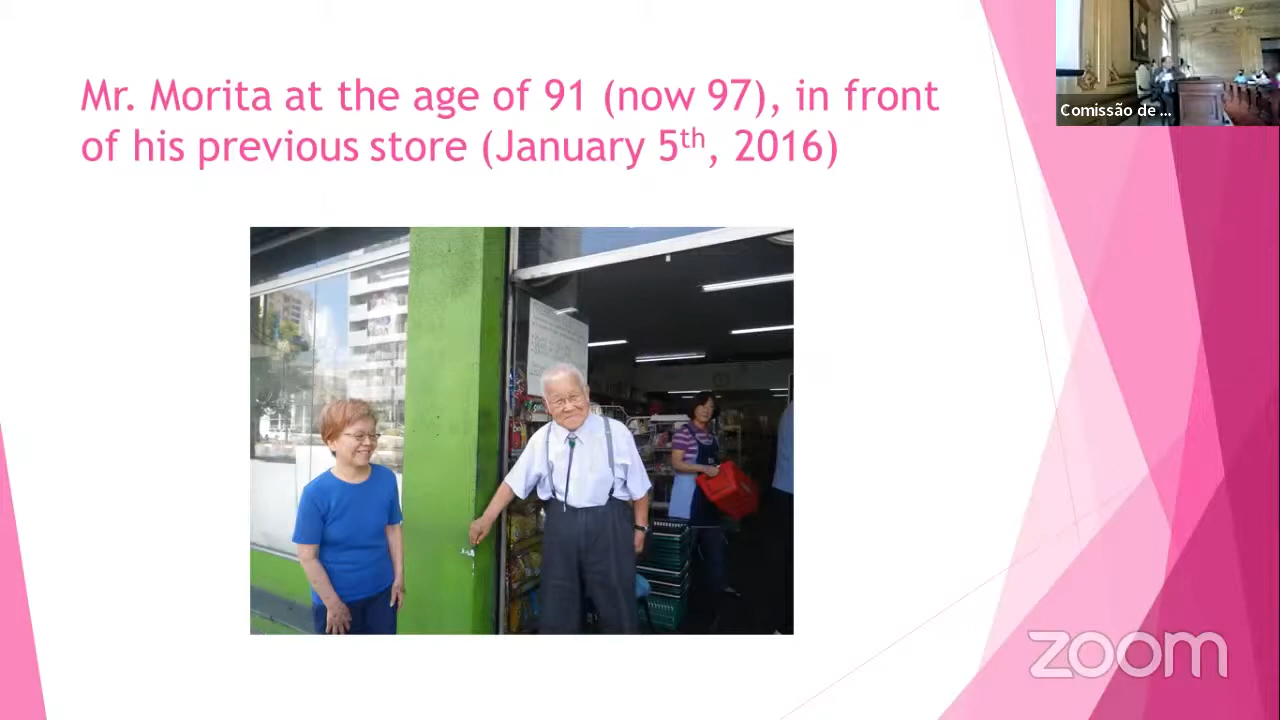 Mr. Morita at the age of 91 (now 97), in front
of his previous store (January 5th, 2016)
Comissão de ...
zoom